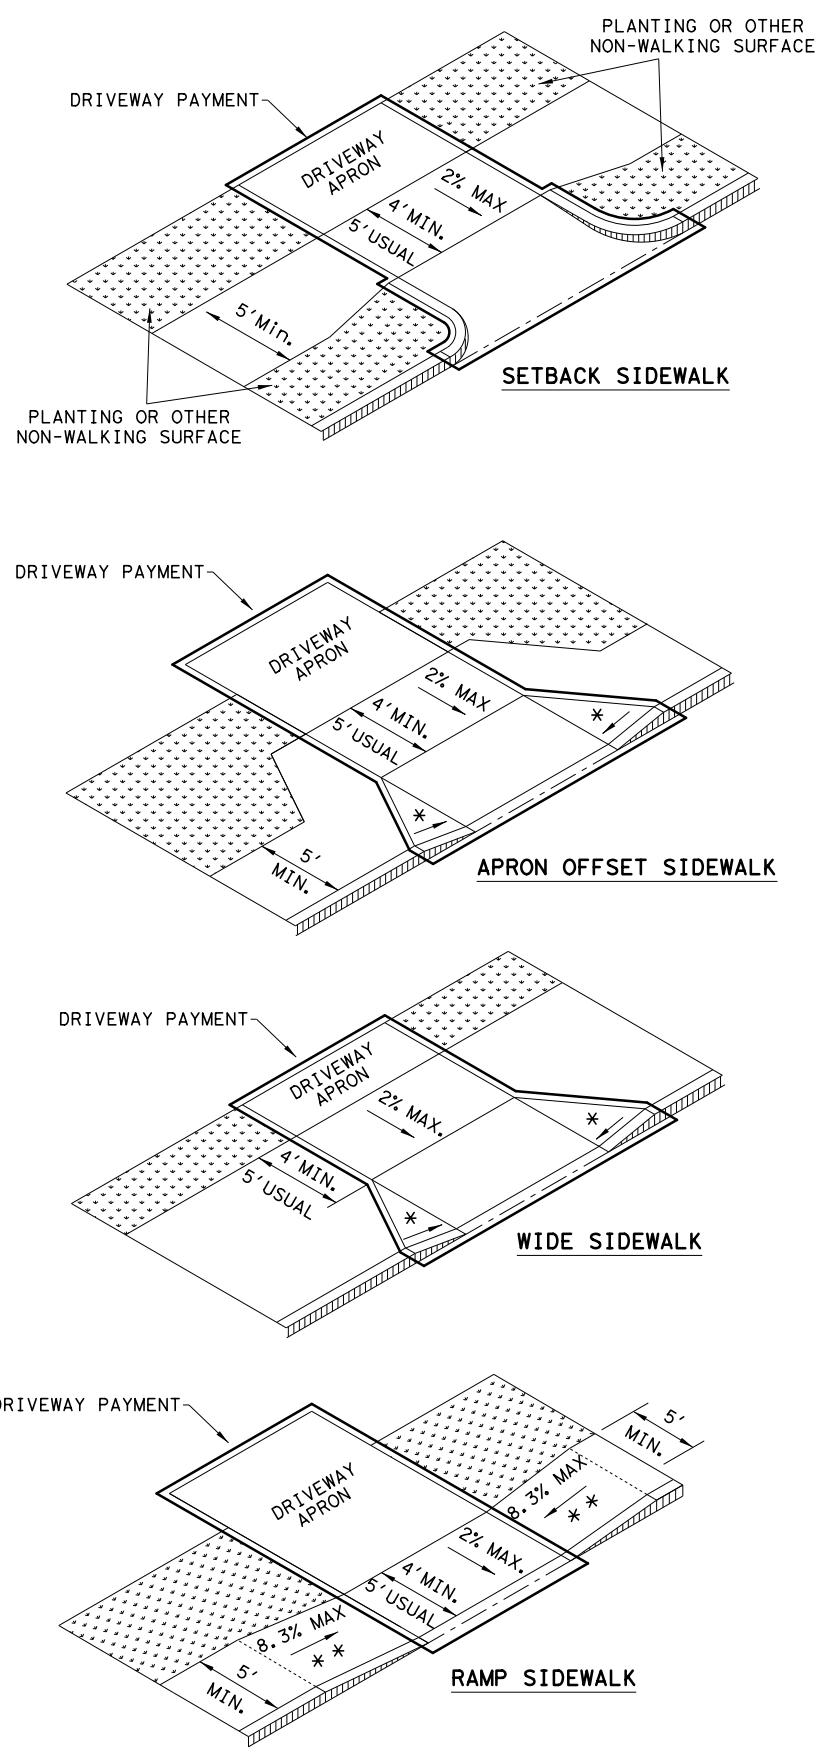 PLANTING OR OTHER
NON-WALKING SURFACE
DRIVEWAY PAYMENT
DRIVEWAY
APRON
2% MAX
4' MIN.
5' USUAL
5' Min.
SETBACK SIDEWALK
PLANTING OR OTHER
NON-WALKING SURFACE
DRIVEWAY PAYMENT
DRIVEWAY
APRON
2% MAX
4' MIN.
5' USUAL
*
*
5'
MIN.
APRON OFFSET SIDEWALK
DRIVEWAY PAYMENT
DRIVEWAY
APRON
2% MAX.
*
4' MIN.
5' USUAL
*
WIDE SIDEWALK
DRIVEWAY PAYMENT
5'
MIN.
DRIVEWAY
APRON
8.3% MAX
* *
2% MAX.
4' MIN.
5' USUAL
8.3% MAX
* *
5'
MIN.
RAMP SIDEWALK